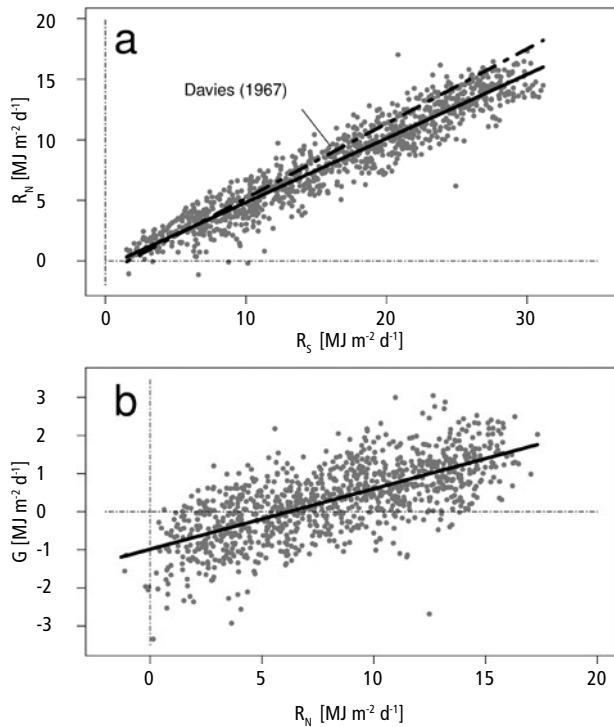 a
20
15
10
5
0
R_N [MJ m⁻² d⁻¹]
Davies (1967)
0 10 20 30
R_S [MJ m⁻² d⁻¹]
b
3
2
1
0
-1
-2
-3
G [MJ m⁻² d⁻¹]
0 5 10 15 20
R_N [MJ m⁻² d⁻¹]